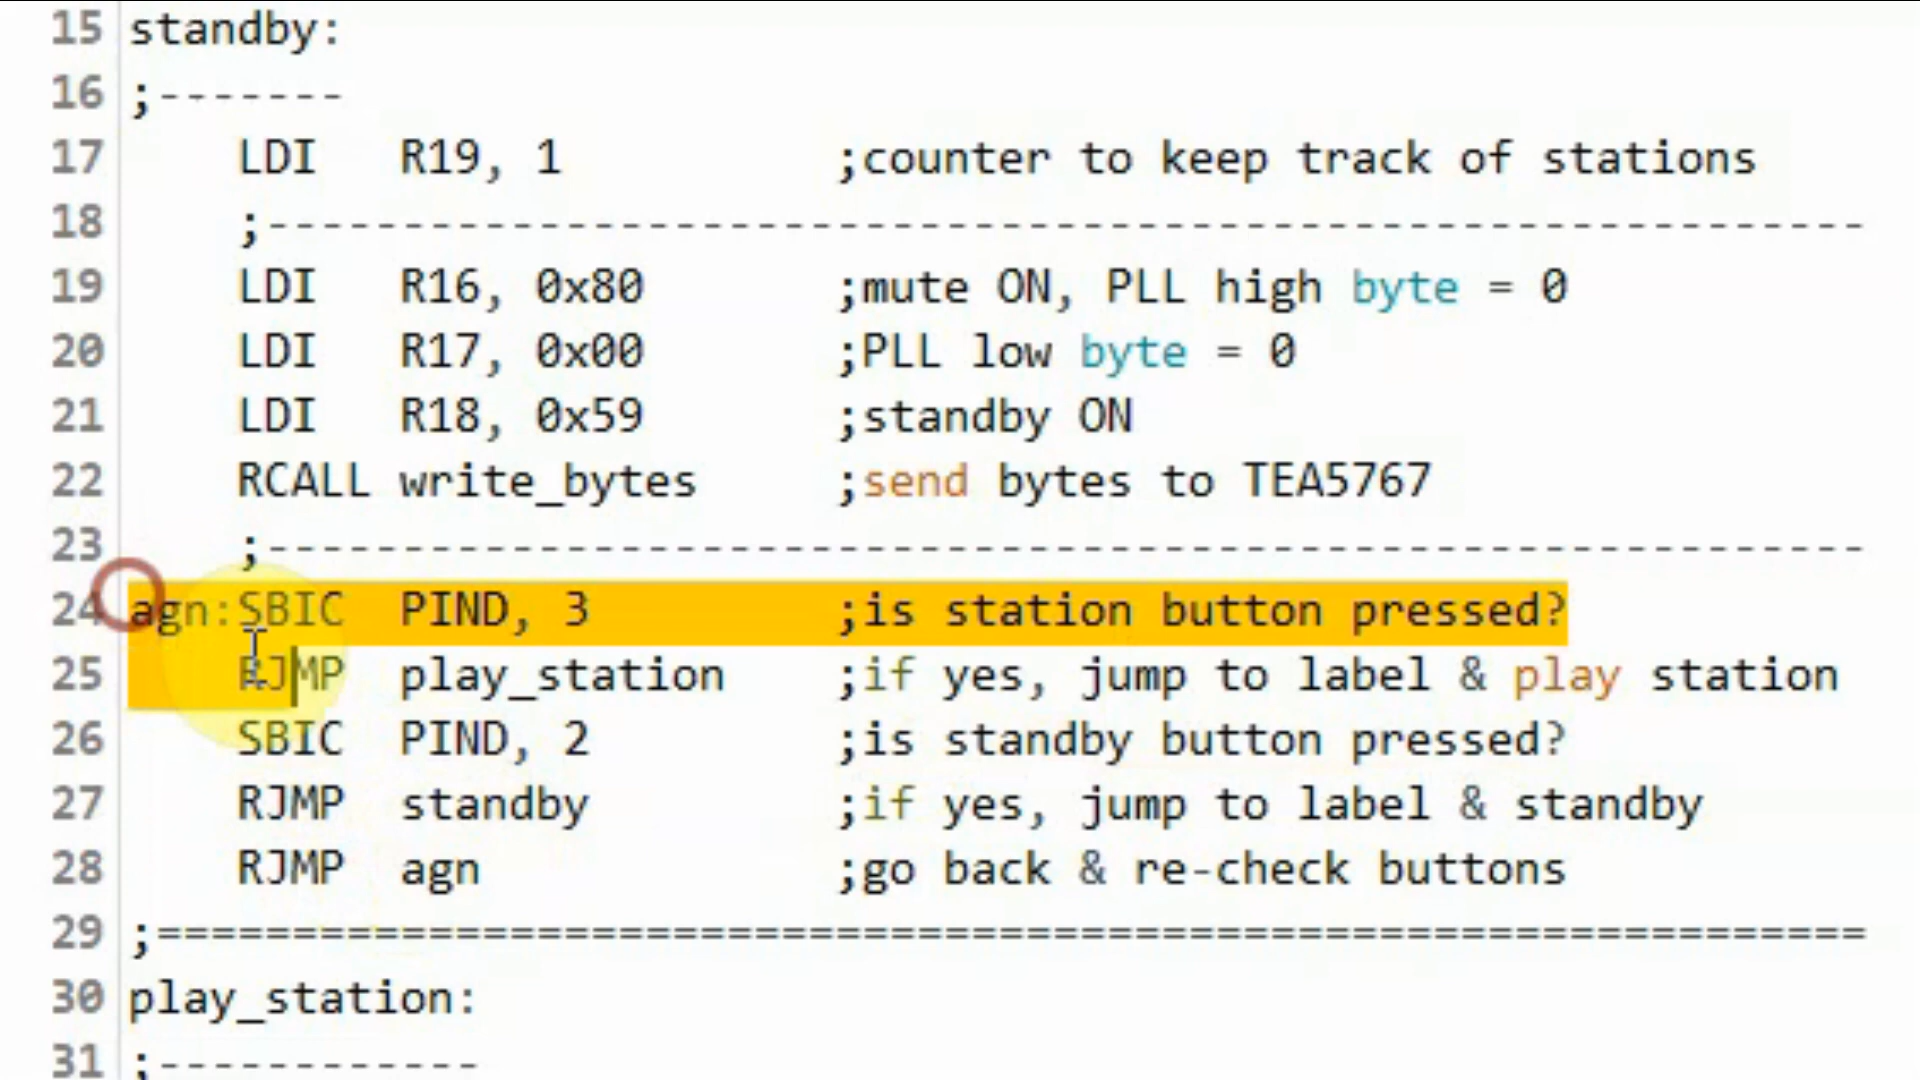 15 standby:
16 ;-------
17 LDI R19, 1 ;counter to keep track of stations
18 ;-----------------------------------------------------------
19 LDI R16, 0x80 ;mute ON, PLL high byte = 0
20 LDI R17, 0x00 ;PLL low byte = 0
21 LDI R18, 0x59 ;standby ON
22 RCALL write_bytes ;send bytes to TEA5767
23 ;-----------------------------------------------------------
24 agn:SBIC PIND, 3 ;is station button pressed?
25 RJMP play_station ;if yes, jump to label & play station
26 SBIC PIND, 2 ;is standby button pressed?
27 RJMP standby ;if yes, jump to label & standby
28 RJMP agn ;go back & re-check buttons
29 ;===============================================================
30 play_station:
31 ;------------